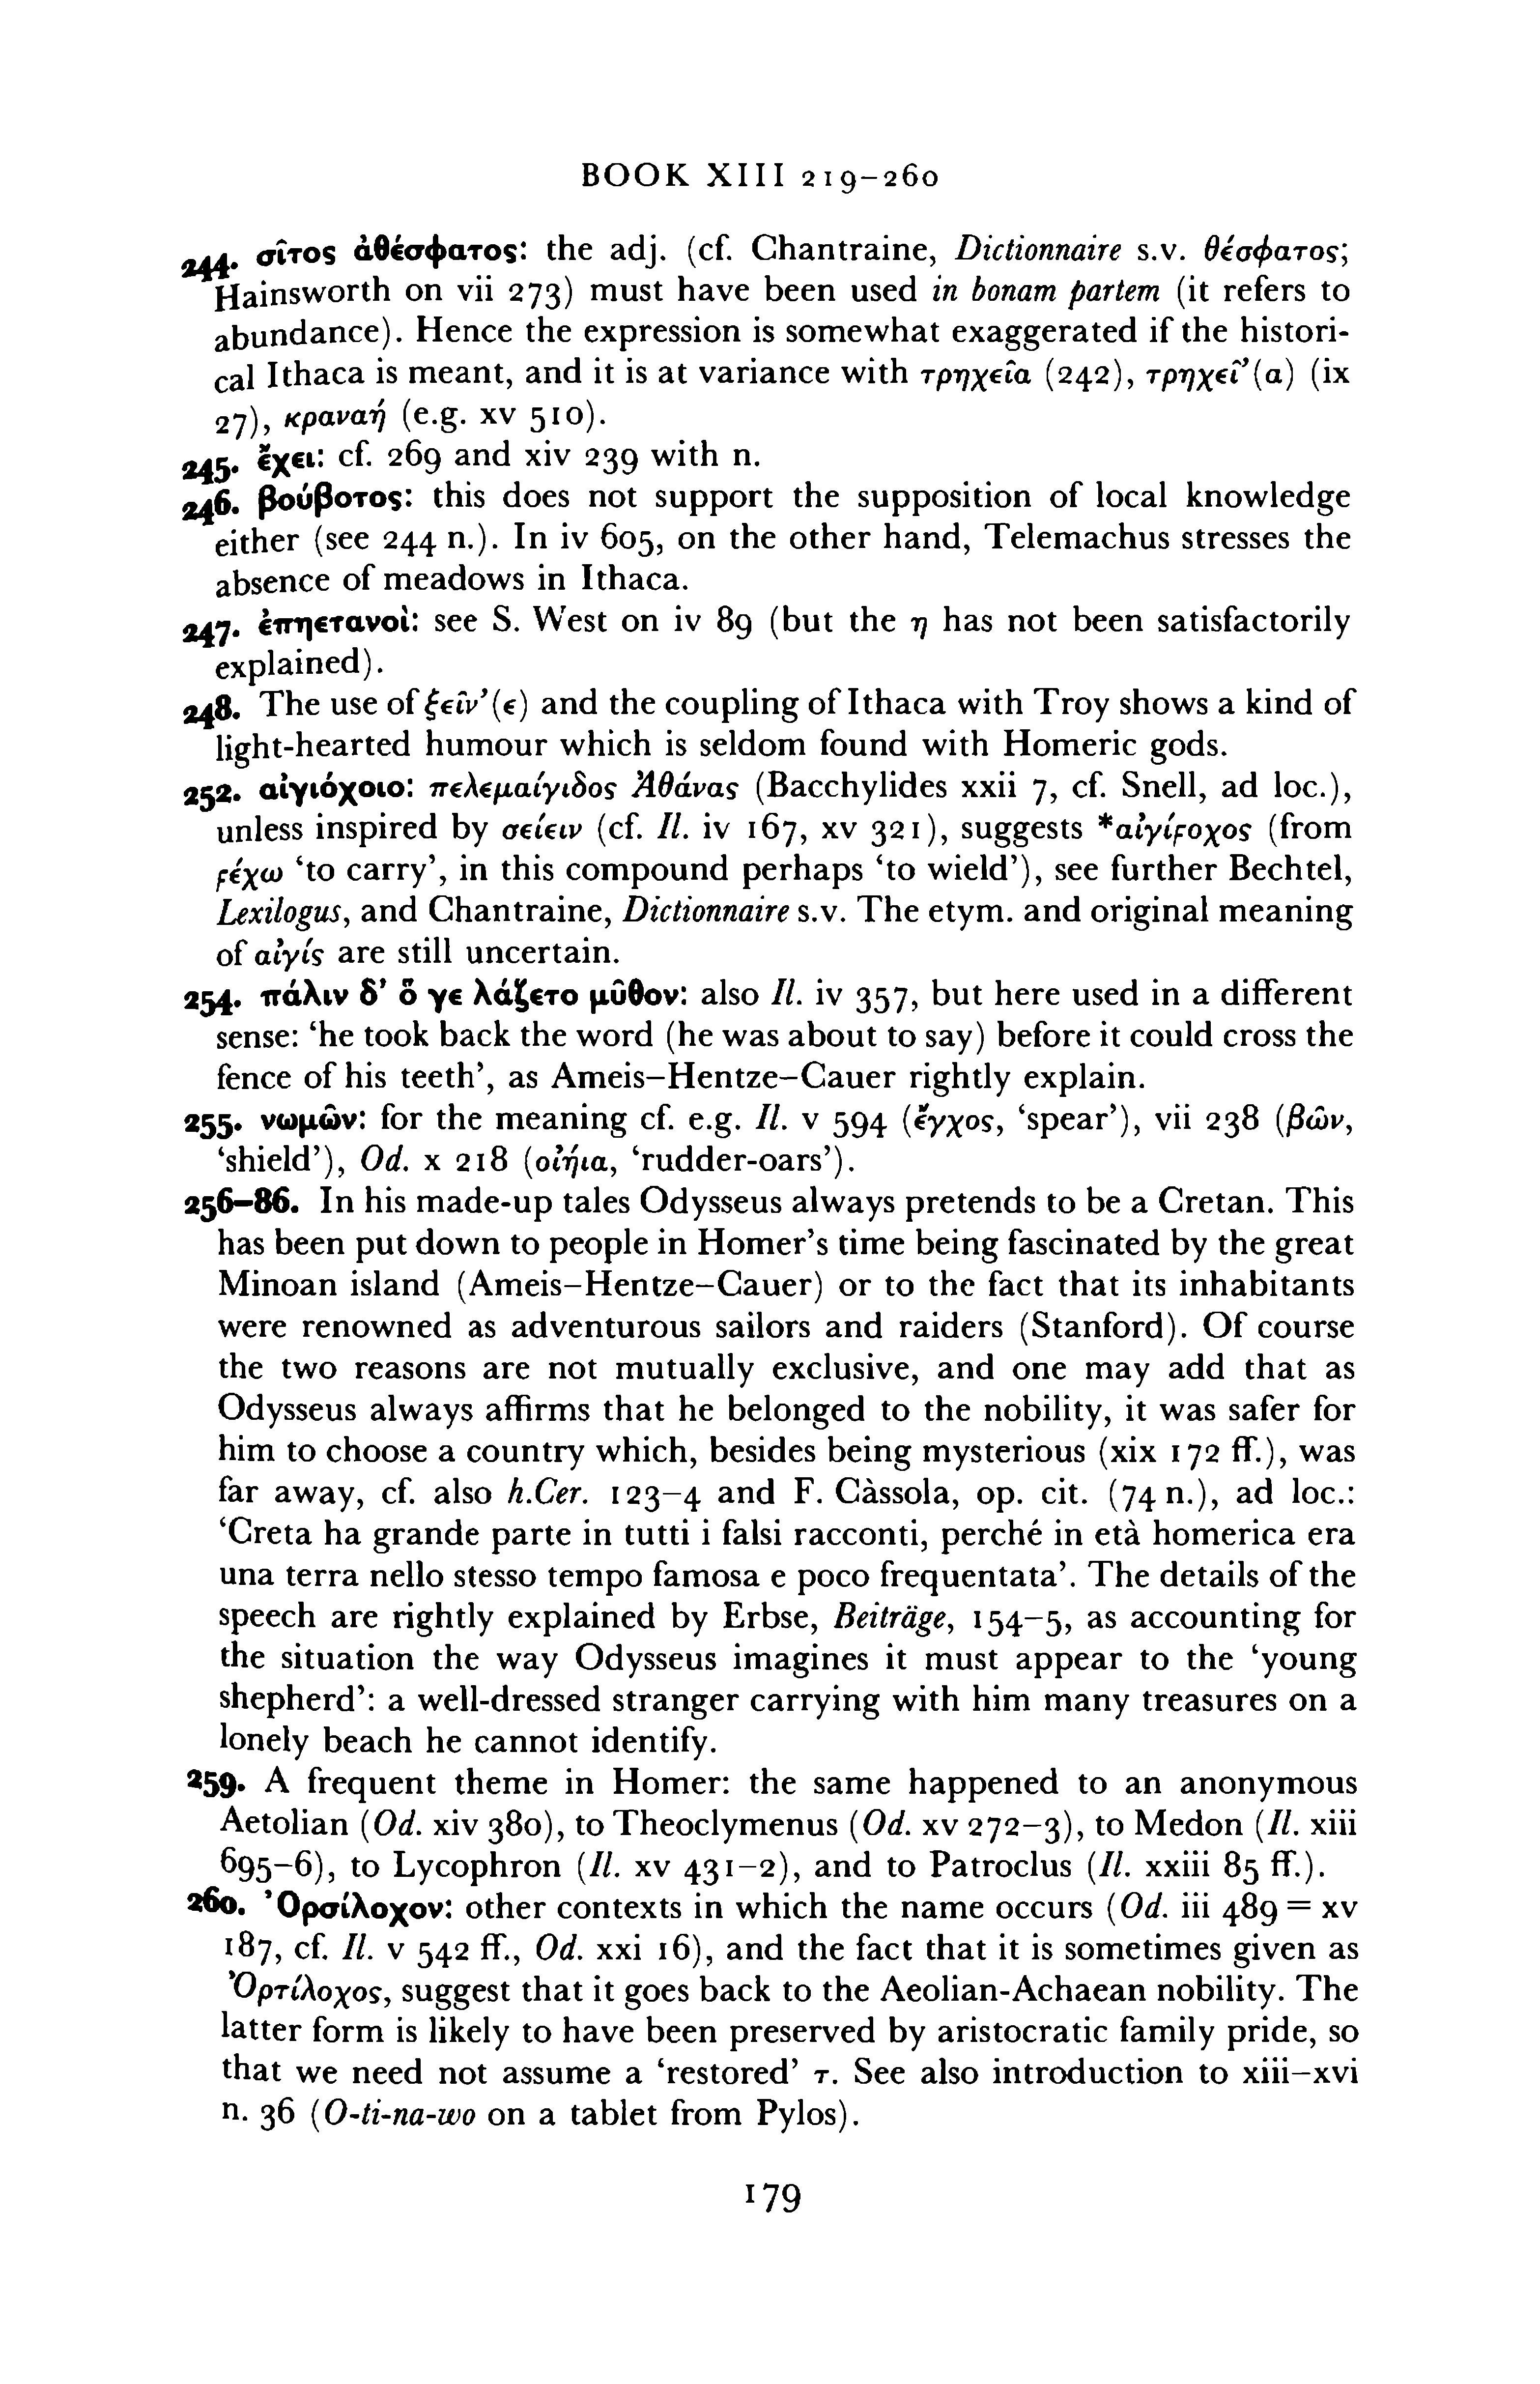 BOOK XIII 219–260
244. σῖτος ἀθέσφατος: the adj. (cf. Chantraine, Dictionnaire s.v. θέσφατος;
Hainsworth on vii 273) must have been used in bonam partem (it refers to
abundance). Hence the expression is somewhat exaggerated if the histori-
cal Ithaca is meant, and it is at variance with τρηχεῖα (242), τρηχεῖ’(α) (ix
27), κραναή (e.g. xv 510).
245. ἔχει: cf. 269 and xiv 239 with n.
246. βούβοτος: this does not support the supposition of local knowledge
either (see 244 n.). In iv 605, on the other hand, Telemachus stresses the
absence of meadows in Ithaca.
247. ἐπηετανοὶ: see S. West on iv 89 (but the η has not been satisfactorily
explained).
248. The use of ξεῖν’(ε) and the coupling of Ithaca with Troy shows a kind of
light-hearted humour which is seldom found with Homeric gods.
252. αἰγιόχοιο: πελεμαίγιδος Ἀθάνας (Bacchylides xxii 7, cf. Snell, ad loc.),
unless inspired by σείειν (cf. Il. iv 167, xv 321), suggests *αἰγίϝοχος (from
ϝέχω ‘to carry’, in this compound perhaps ‘to wield’), see further Bechtel,
Lexilogus, and Chantraine, Dictionnaire s.v. The etym. and original meaning
of αἰγίς are still uncertain.
254. πάλιν δ’ ὅ γε λάζετο μῦθον: also Il. iv 357, but here used in a different
sense: ‘he took back the word (he was about to say) before it could cross the
fence of his teeth’, as Ameis–Hentze–Cauer rightly explain.
255. νωμῶν: for the meaning cf. e.g. Il. v 594 (ἔγχος, ‘spear’), vii 238 (βῶν,
‘shield’), Od. x 218 (οἰήια, ‘rudder-oars’).
256–86. In his made-up tales Odysseus always pretends to be a Cretan. This
has been put down to people in Homer’s time being fascinated by the great
Minoan island (Ameis–Hentze–Cauer) or to the fact that its inhabitants
were renowned as adventurous sailors and raiders (Stanford). Of course
the two reasons are not mutually exclusive, and one may add that as
Odysseus always affirms that he belonged to the nobility, it was safer for
him to choose a country which, besides being mysterious (xix 172 ff.), was
far away, cf. also h.Cer. 123–4 and F. Càssola, op. cit. (74 n.), ad loc.:
‘Creta ha grande parte in tutti i falsi racconti, perché in età homerica era
una terra nello stesso tempo famosa e poco frequentata’. The details of the
speech are rightly explained by Erbse, Beiträge, 154–5, as accounting for
the situation the way Odysseus imagines it must appear to the ‘young
shepherd’: a well-dressed stranger carrying with him many treasures on a
lonely beach he cannot identify.
259. A frequent theme in Homer: the same happened to an anonymous
Aetolian (Od. xiv 380), to Theoclymenus (Od. xv 272–3), to Medon (Il. xiii
695–6), to Lycophron (Il. xv 431–2), and to Patroclus (Il. xxiii 85 ff.).
260. Ὀρσίλοχον: other contexts in which the name occurs (Od. iii 489 = xv
187, cf. Il. v 542 ff., Od. xxi 16), and the fact that it is sometimes given as
Ὀρτίλοχος, suggest that it goes back to the Aeolian-Achaean nobility. The
latter form is likely to have been preserved by aristocratic family pride, so
that we need not assume a ‘restored’ τ. See also introduction to xiii–xvi
n. 36 (O-ti-na-wo on a tablet from Pylos).
179